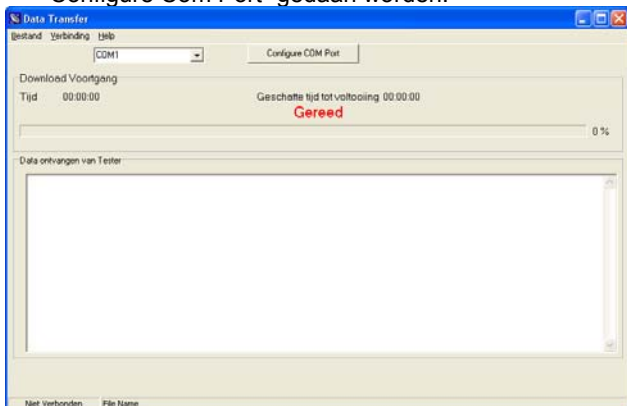 "Configure Com Port" gedaan worden.
Data Transfer
Bestand Verbinding Help
COM1 Configure COM Port
Download Voortgang
Tijd 00:00:00 Geschatte tijd tot voltooiing 00:00:00
Gereed
0 %
Data ontvangen van Tester
Niet Verbonden File Name